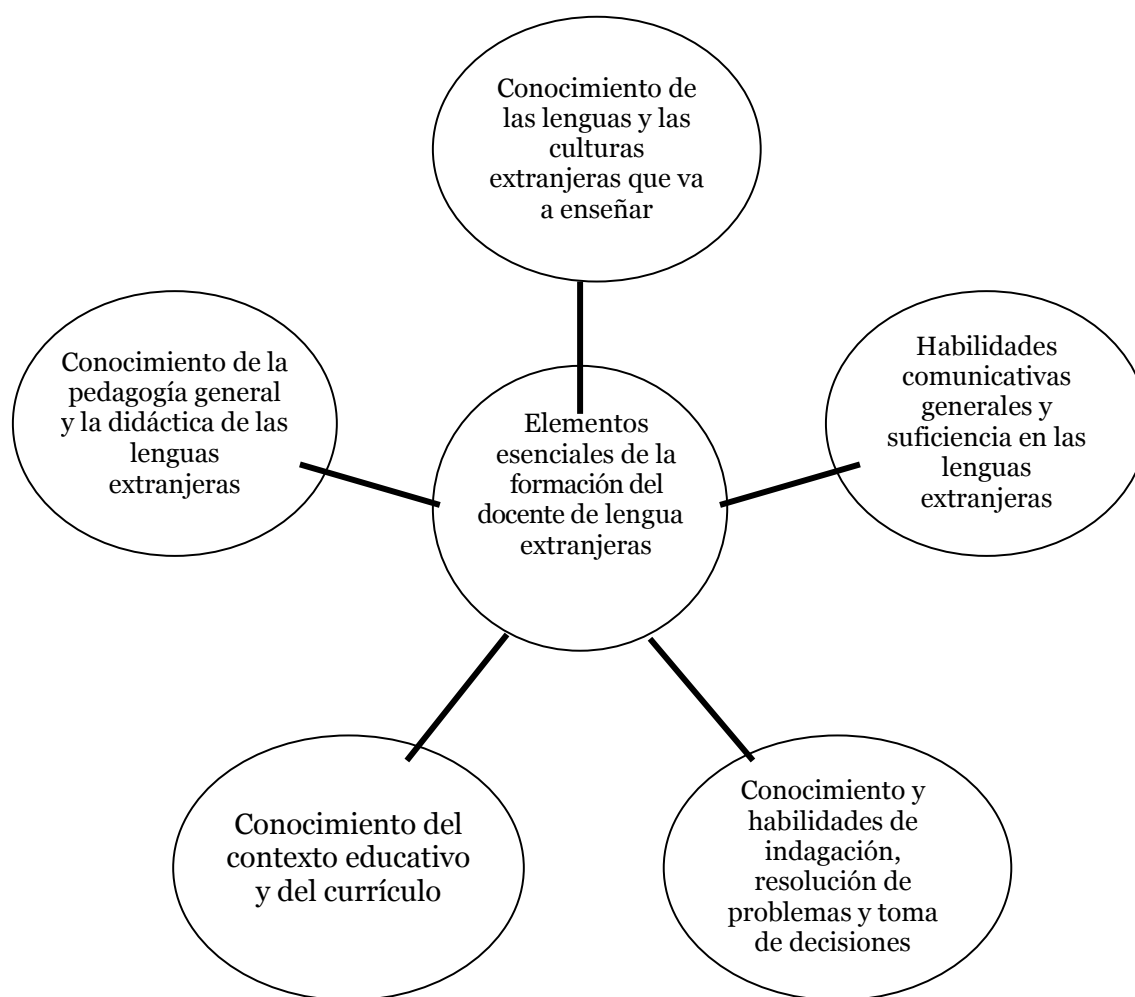 Conocimiento de
las lenguas y las
culturas
extranjeras que va
a enseñar
Conocimiento de la
pedagogía general
y la didáctica de las
lenguas
extranjeras
Habilidades
comunicativas
generales y
suficiencia en las
lenguas
extranjeras
Elementos
esenciales de la
formación del
docente de lengua
extranjeras
Conocimiento del
contexto educativo
y del currículo
Conocimiento y
habilidades de
indagación,
resolución de
problemas y toma
de decisiones